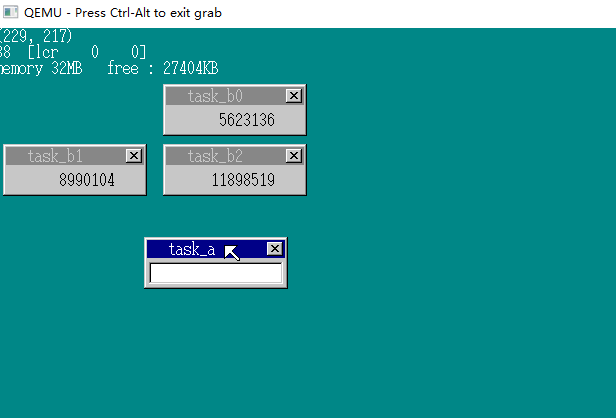 QEMU - Press Ctrl-Alt to exit grab
(229, 217)
38 [lcr 0 0]
memory 32MB free : 27404KB
task_b0
5623136
task_b1
task_b2
8990104
11898519
task_a